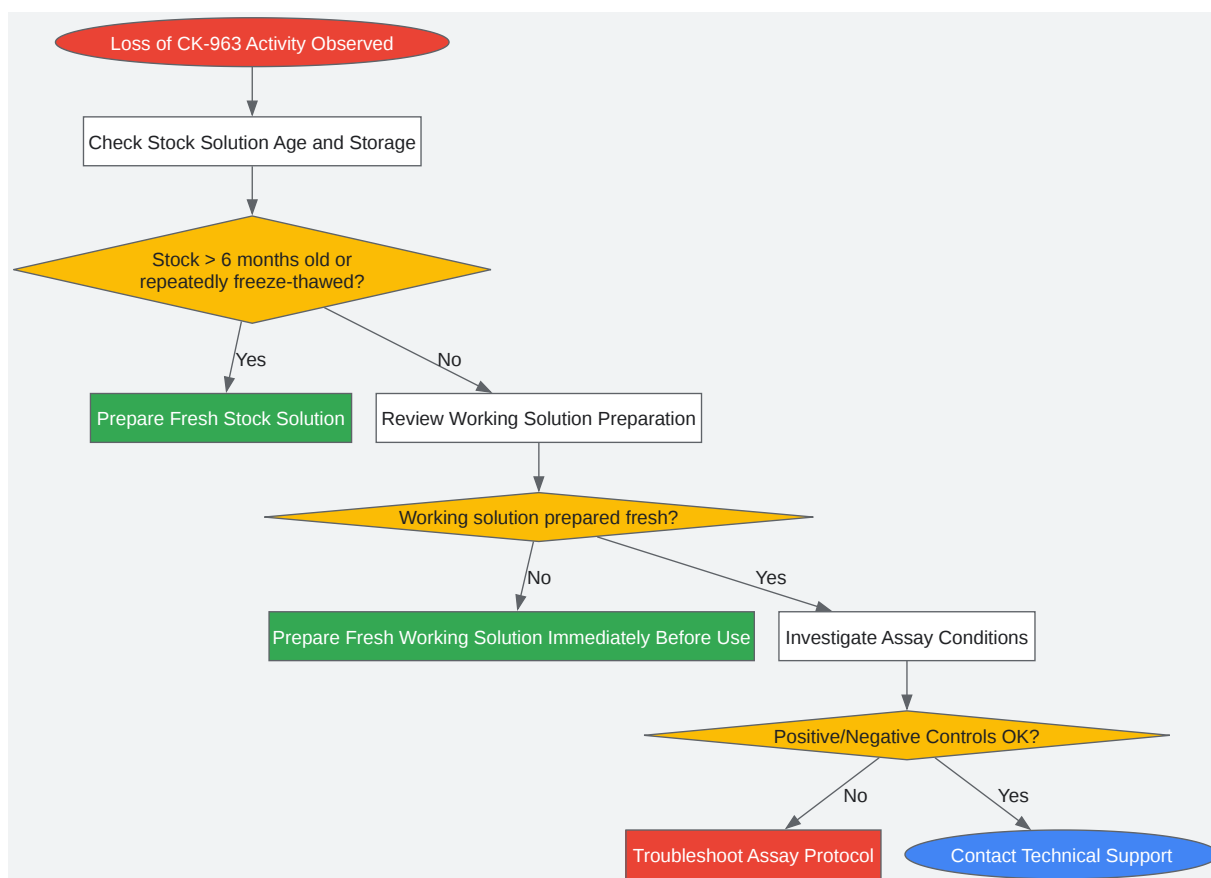 Loss of CK-963 Activity Observed
Check Stock Solution Age and Storage
Stock > 6 months old or
repeatedly freeze-thawed?
Yes
No
Prepare Fresh Stock Solution
Review Working Solution Preparation
Working solution prepared fresh?
No
Yes
Prepare Fresh Working Solution Immediately Before Use
Investigate Assay Conditions
Positive/Negative Controls OK?
No
Yes
Troubleshoot Assay Protocol
Contact Technical Support